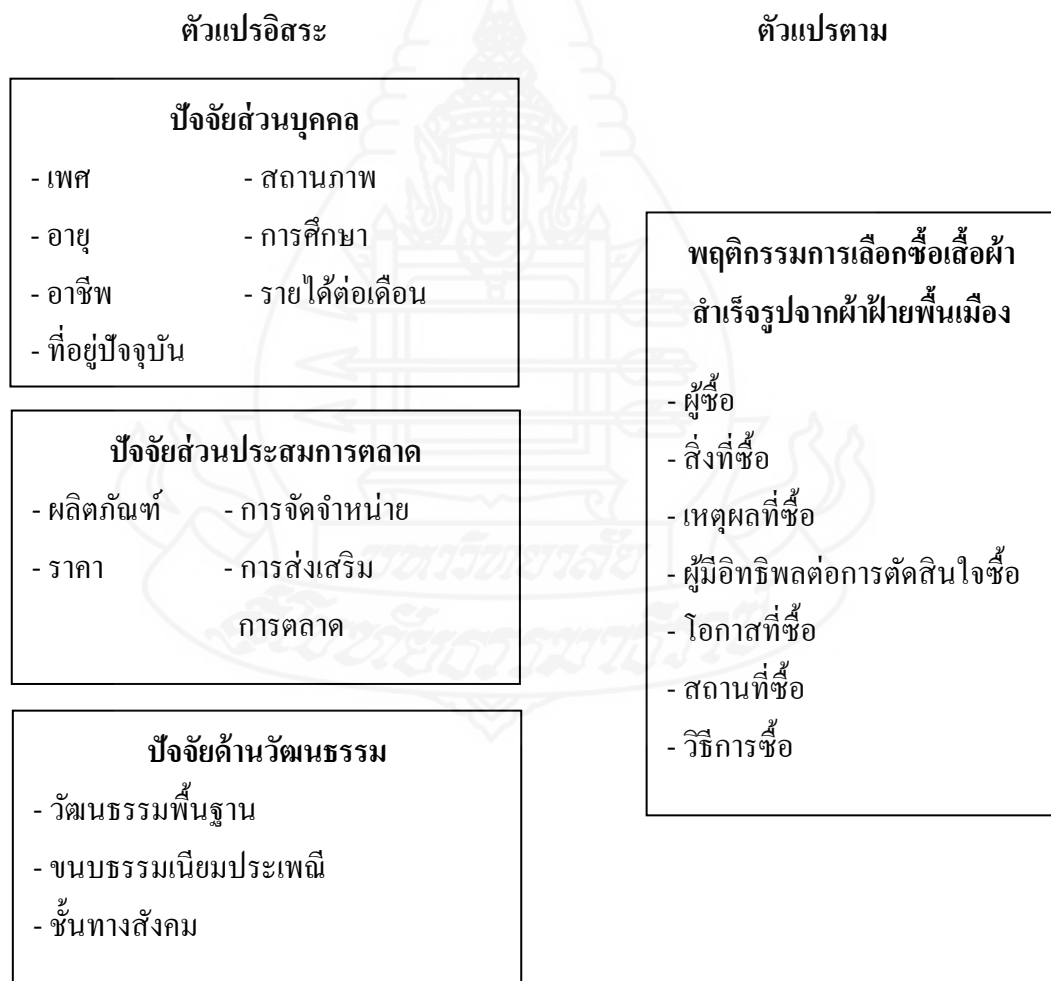 ตัวแปรอิสระ
ตัวแปรตาม
ปัจจัยส่วนบุคคล
- เพศ - สถานภาพ
- อายุ - การศึกษา
- อาชีพ - รายได้ต่อเดือน
- ที่อยู่ปัจจุบัน
ปัจจัยส่วนประสมการตลาด
- ผลิตภัณฑ์ - การจัดจำหน่าย
- ราคา - การส่งเสริม
การตลาด
ปัจจัยด้านวัฒนธรรม
- วัฒนธรรมพื้นฐาน
- ขนบธรรมเนียมประเพณี
- ชั้นทางสังคม
พฤติกรรมการเลือกซื้อเสื้อผ้า
สำเร็จรูปจากผ้าฝ้ายพื้นเมือง
- ผู้ซื้อ
- สิ่งที่ซื้อ
- เหตุผลที่ซื้อ
- ผู้มีอิทธิพลต่อการตัดสินใจซื้อ
- โอกาสที่ซื้อ
- สถานที่ซื้อ
- วิธีการซื้อ